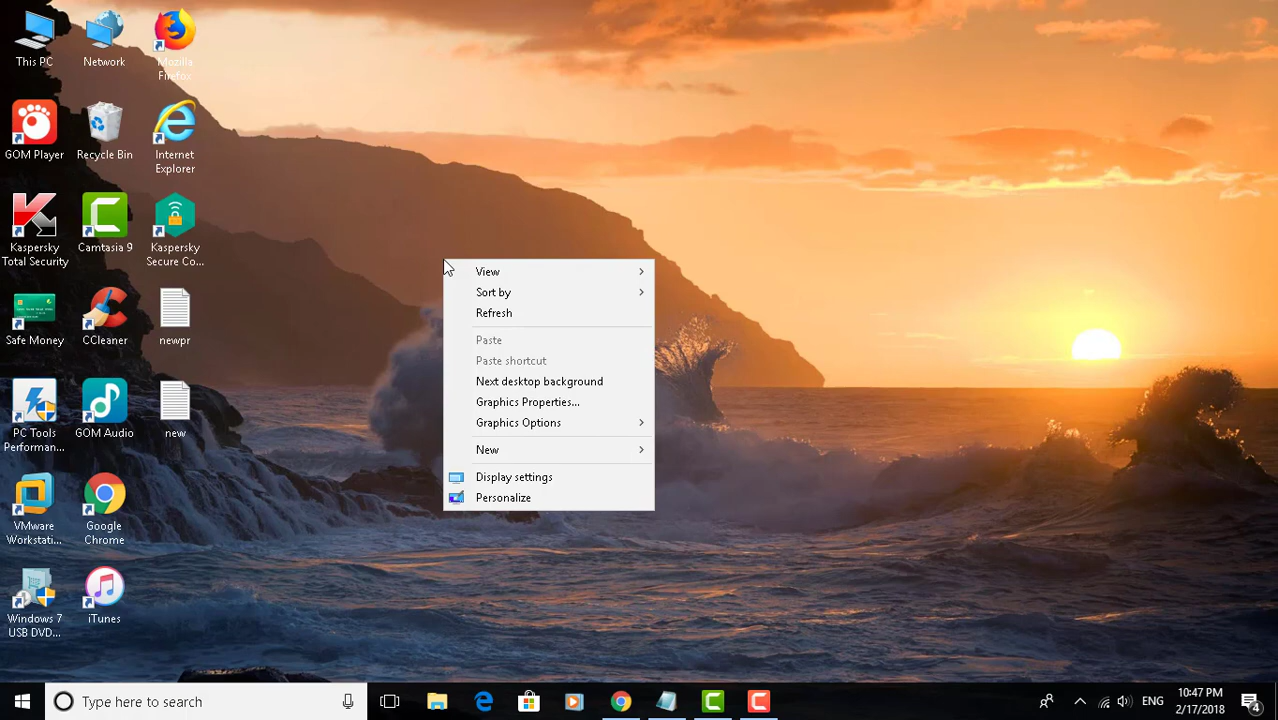 This PC
Network
Mozilla
Firefox
GOM Player
Recycle Bin
Internet
Explorer
Kaspersky
Total Security
Camtasia 9
Kaspersky
Secure Co...
Safe Money
CCleaner
newpr
PC Tools
Performan...
GOM Audio
new
VMware
Workstati...
Google
Chrome
Windows 7
USB DVD...
iTunes
View
Sort by
Refresh
Paste
Paste shortcut
Next desktop background
Graphics Properties...
Graphics Options
New
Display settings
Personalize
Type here to search
ENG
10:47 PM
2/17/2018
4